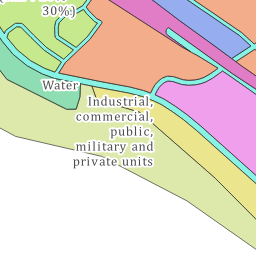 30%:)
Water
Industrial,
commercial,
public,
military and
private units